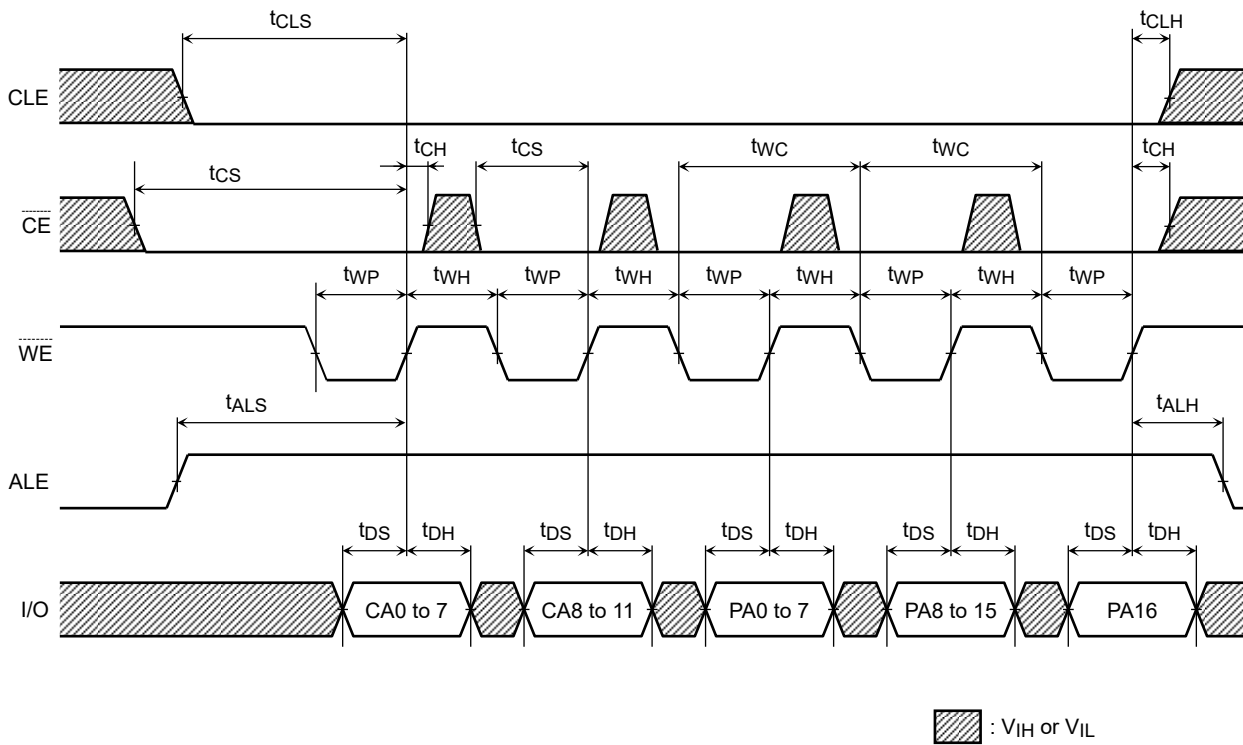 tCLS tCLH
CLE
tCH tCS tWC tWC tCH
tCS
CE
tWP tWH tWP tWH tWP tWH tWP tWH tWP
WE
tALS tALH
ALE
tDS tDH tDS tDH tDS tDH tDS tDH tDS tDH
I/O CA0 to 7 CA8 to 11 PA0 to 7 PA8 to 15 PA16
: VIH or VIL